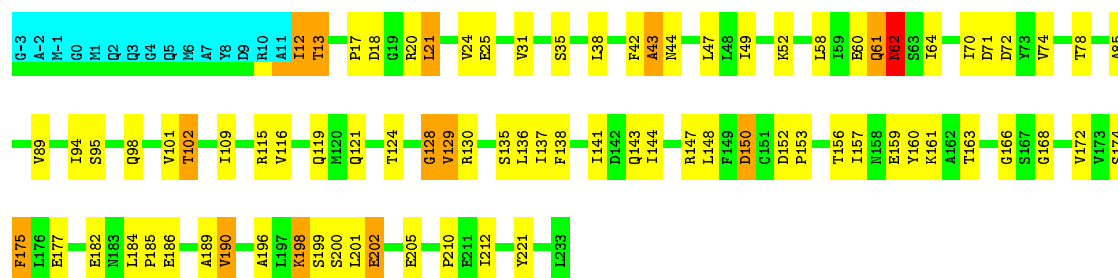 G-3 A-2 M-1 G0 M1 Q2 Q3 G4 Q5 M6 A7 Y8 D9 R10 A11 I12 T13 P17 D18 G19 R20 L21 V24 E25 V31 S35 L38 F42 A43 N44 L47 L48 I49 K52 L58 I59 E60 Q61 N62 S63 I64 I70 D71 D72 Y73 V74 T78 A85
V89 I94 S95 Q98 V101 T102 I109 R115 V116 Q119 M120 Q121 T124 G128 V129 R130 S135 L136 I137 F138 I141 D142 Q143 I144 R147 L148 F149 D150 C151 D152 P153 T156 I157 N158 E159 Y160 K161 A162 T163 G166 S167 G168 V172 V173 S174
F175 L176 E177 E182 N183 L184 P185 E186 A189 V190 A196 L197 K198 S199 S200 L201 E202 E205 P210 E211 I212 Y221 L233